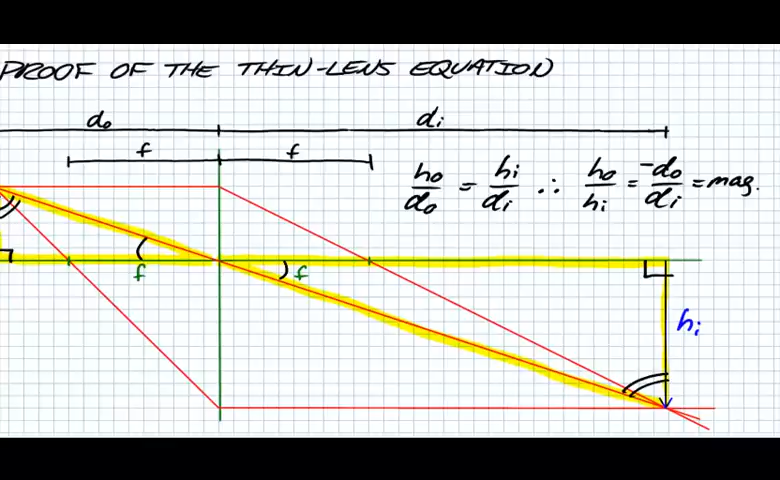 PROOF OF THE THIN-LENS EQUATION
do di
f f
ho/do = hi/di ∴ ho/hi = -do/di = mag.
f f
hi